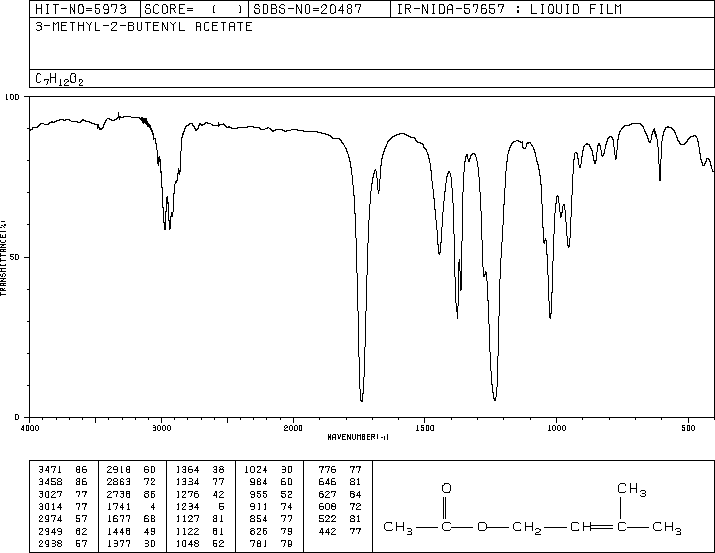 HIT-NO=5973 SCORE= ( ) SDBS-NO=20487 IR-NIDA-57657 : LIQUID FILM
3-METHYL-2-BUTENYL ACETATE
C7H12O2
100
50
0
TRANSMITTANCE(%)
4000 3000 2000 1500 1000 500
WAVENUMBER(-1)
3471 86 2918 60 1364 38 1024 30 776 77
3458 86 2863 72 1334 77 984 60 646 81
3027 77 2738 86 1276 42 955 52 627 84
3014 77 1741 4 1234 5 911 74 608 72
2974 57 1677 68 1127 81 854 77 522 81
2949 62 1448 49 1122 81 826 79 442 77
2938 57 1377 30 1048 52 781 79
O
CH3 C O CH2 CH C CH3
CH3